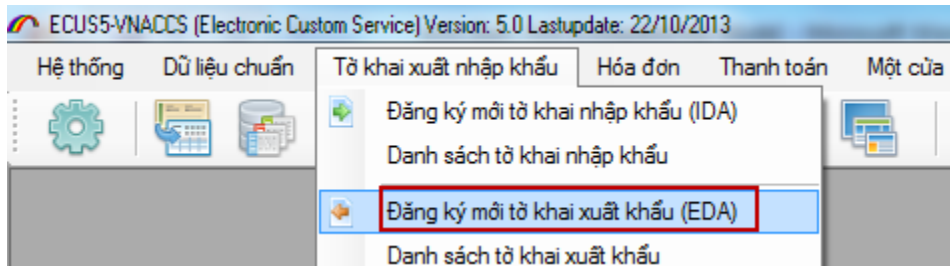 ECUS5-VNACCS (Electronic Custom Service) Version: 5.0 Lastupdate: 22/10/2013
Hệ thống Dữ liệu chuẩn Tờ khai xuất nhập khẩu Hóa đơn Thanh toán Một cửa
Đăng ký mới tờ khai nhập khẩu (IDA)
Danh sách tờ khai nhập khẩu
Đăng ký mới tờ khai xuất khẩu (EDA)
Danh sách tờ khai xuất khẩu